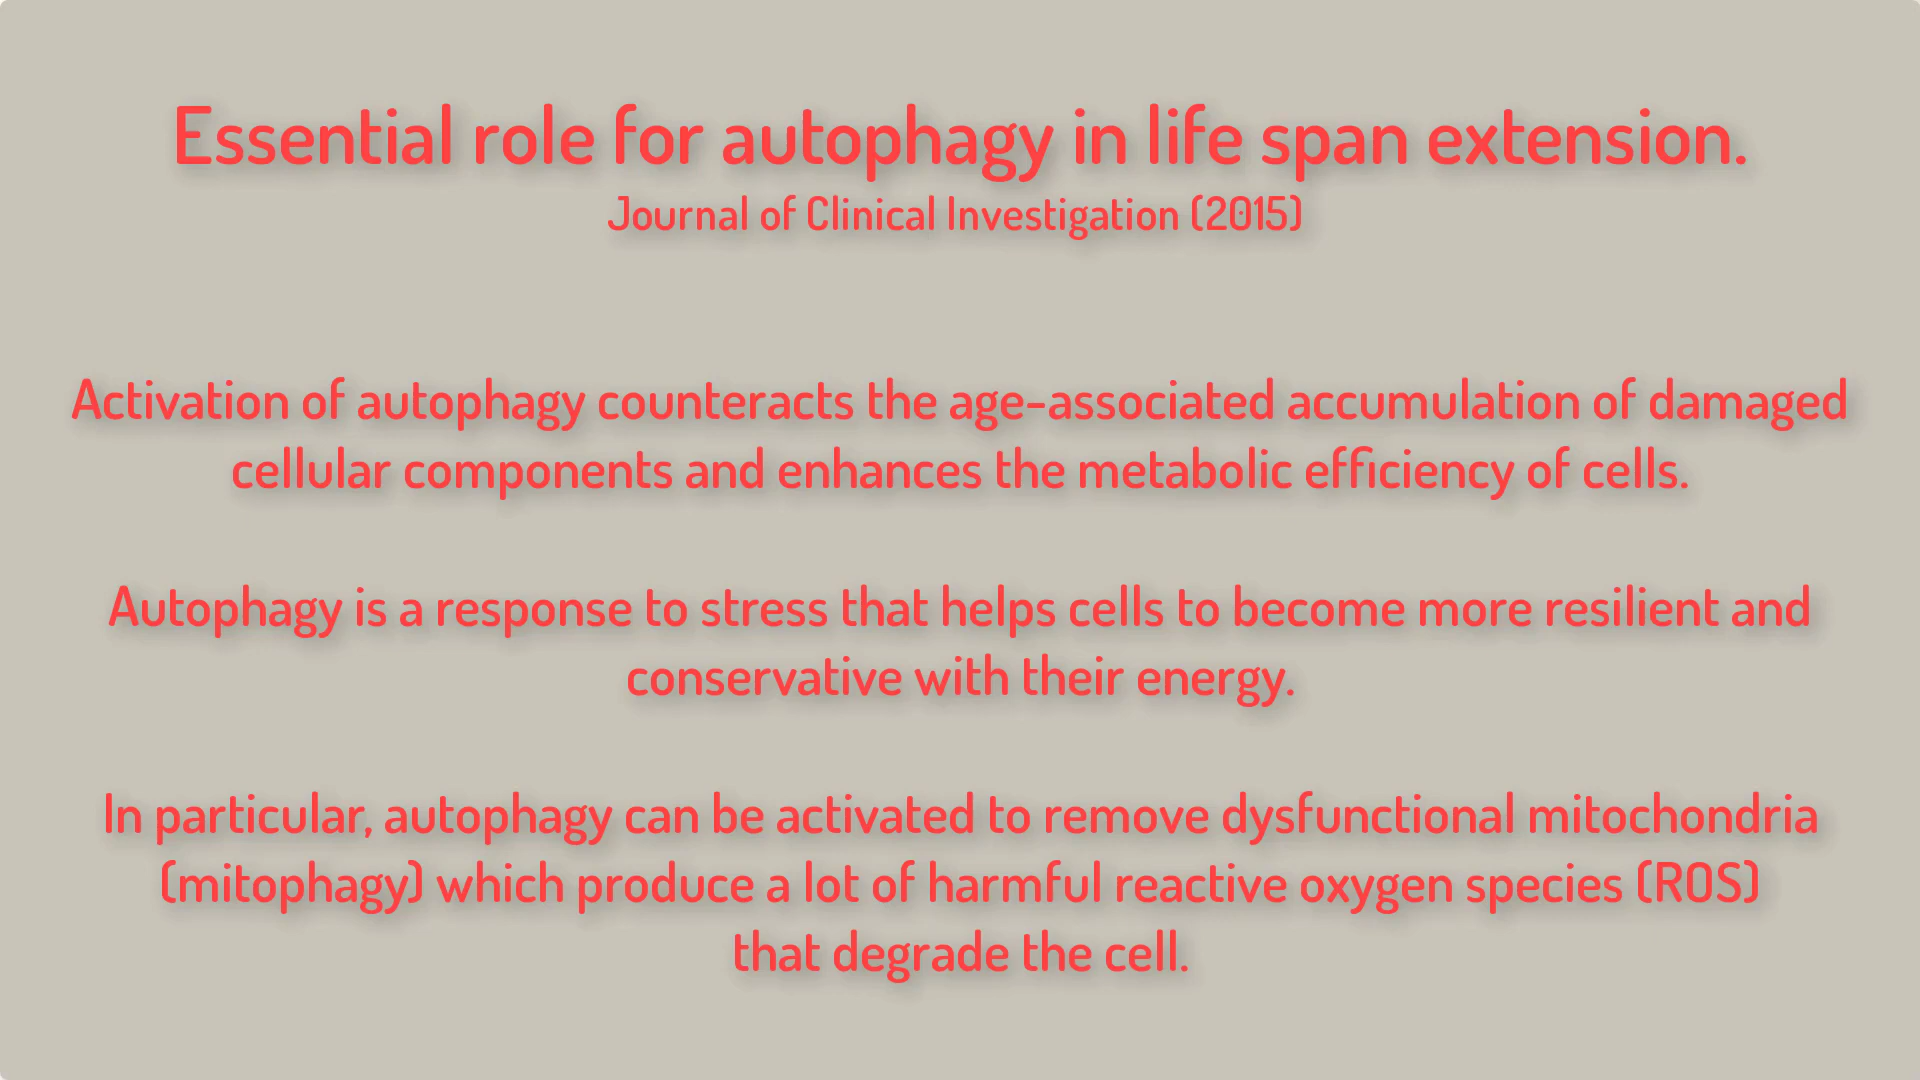 Essential role for autophagy in life span extension.
Journal of Clinical Investigation (2015)
Activation of autophagy counteracts the age-associated accumulation of damaged
cellular components and enhances the metabolic efficiency of cells.
Autophagy is a response to stress that helps cells to become more resilient and
conservative with their energy.
In particular, autophagy can be activated to remove dysfunctional mitochondria
(mitophagy) which produce a lot of harmful reactive oxygen species (ROS)
that degrade the cell.